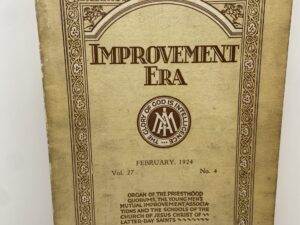 IMPROVEMENT
ERA
THE GLORY OF GOD IS INTELLIGENCE
MIA
FEBRUARY, 1924
Vol. 27 No. 4
ORGAN OF THE PRIESTHOOD
QUORUMS, THE YOUNG MEN'S
MUTUAL IMPROVEMENT ASSOCIA-
TIONS AND THE SCHOOLS OF THE
CHURCH OF JESUS CHRIST OF
LATTER-DAY SAINTS